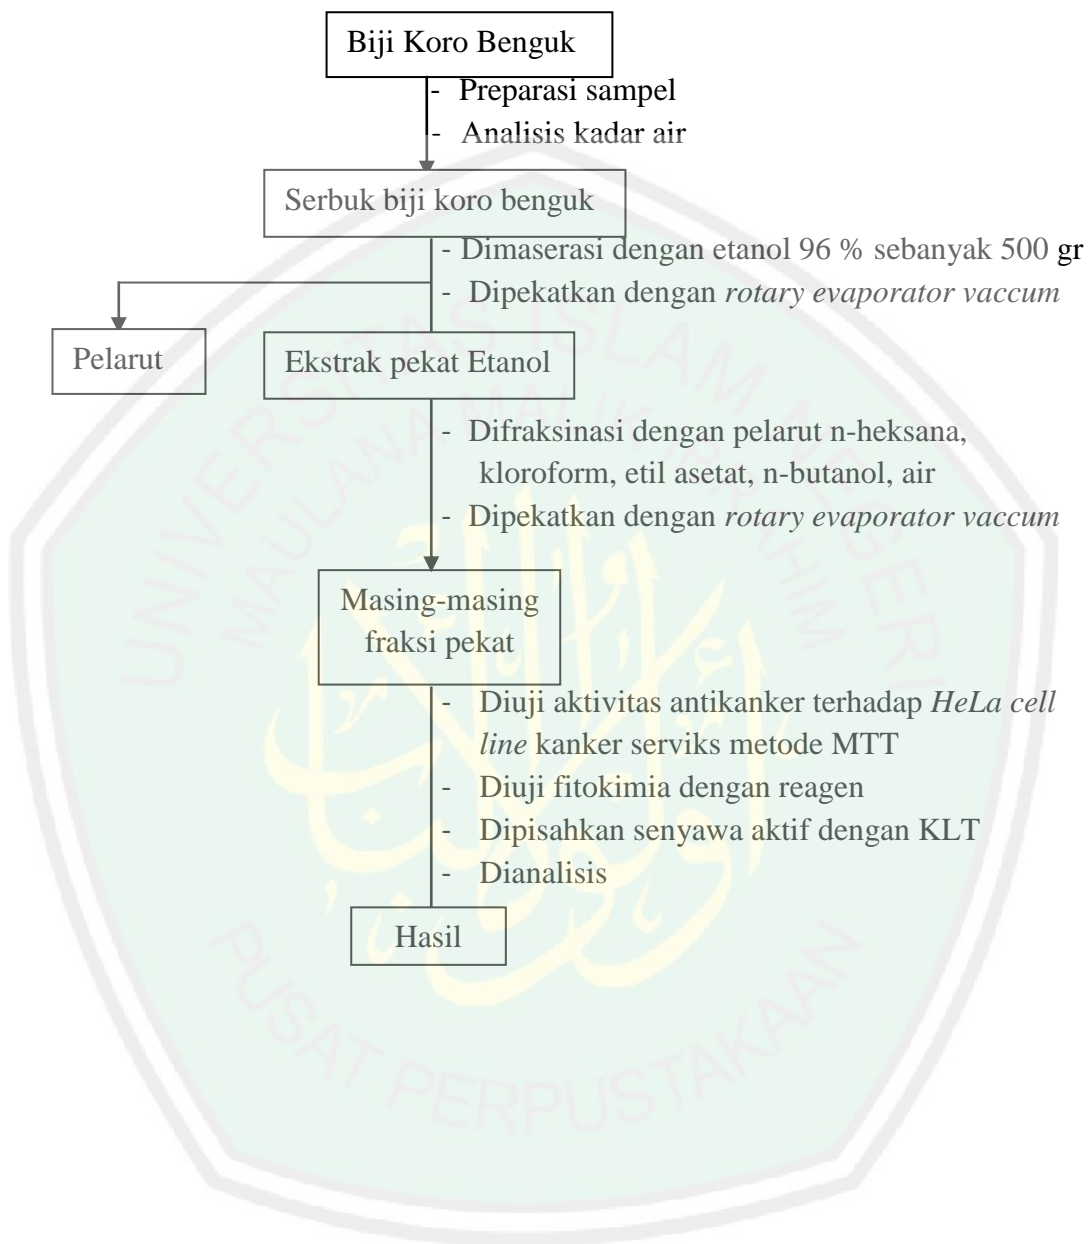 Biji Koro Benguk
- Preparasi sampel
- Analisis kadar air
Serbuk biji koro benguk
- Dimaserasi dengan etanol 96 % sebanyak 500 gr
- Dipekatkan dengan rotary evaporator vaccum
Pelarut
Ekstrak pekat Etanol
- Difraksinasi dengan pelarut n-heksana,
kloroform, etil asetat, n-butanol, air
- Dipekatkan dengan rotary evaporator vaccum
Masing-masing
fraksi pekat
- Diuji aktivitas antikanker terhadap HeLa cell
line kanker serviks metode MTT
- Diuji fitokimia dengan reagen
- Dipisahkan senyawa aktif dengan KLT
- Dianalisis
Hasil
UNIVERSITAS ISLAM NEGERI
MAULANA MALIK IBRAHIM
PUSAT PERPUSTAKAAN